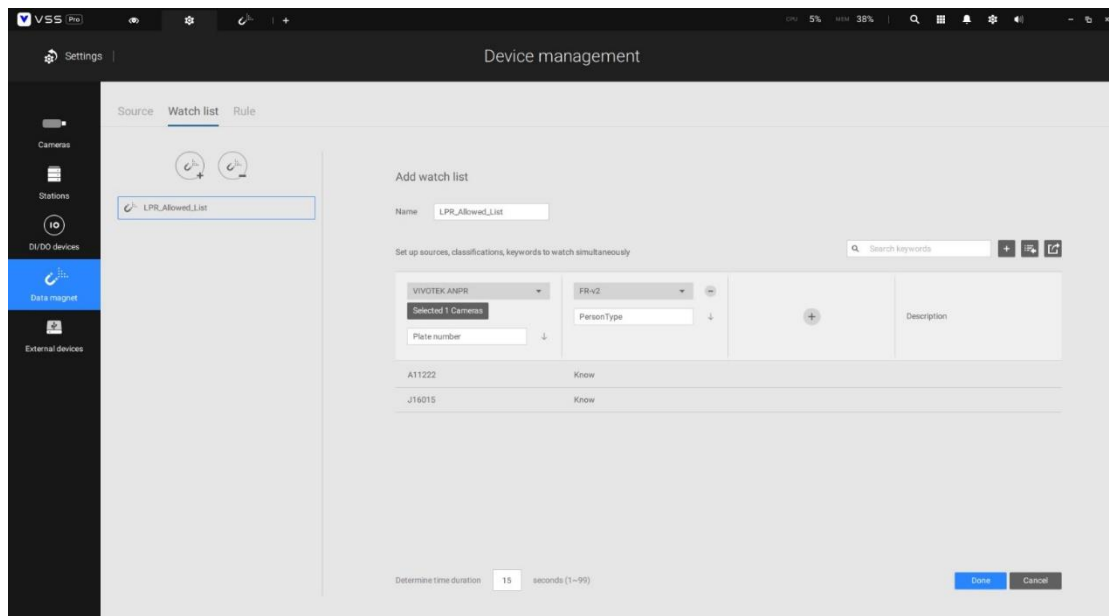 VSS Pro
CPU 5% MEM 38%
Settings
Device management
Cameras
Stations
IO
DI/DO devices
Data magnet
External devices
Source Watch list Rule
LPR_Allowed_List
Add watch list
Name LPR_Allowed_List
Set up sources, classifications, keywords to watch simultaneously
Search keywords
VIVOTEK ANPR FR-v2
Selected 1 Cameras
PersonType
Description
Plate number
A11222 Know
J16015 Know
Determine time duration 15 seconds (1~99)
Done Cancel